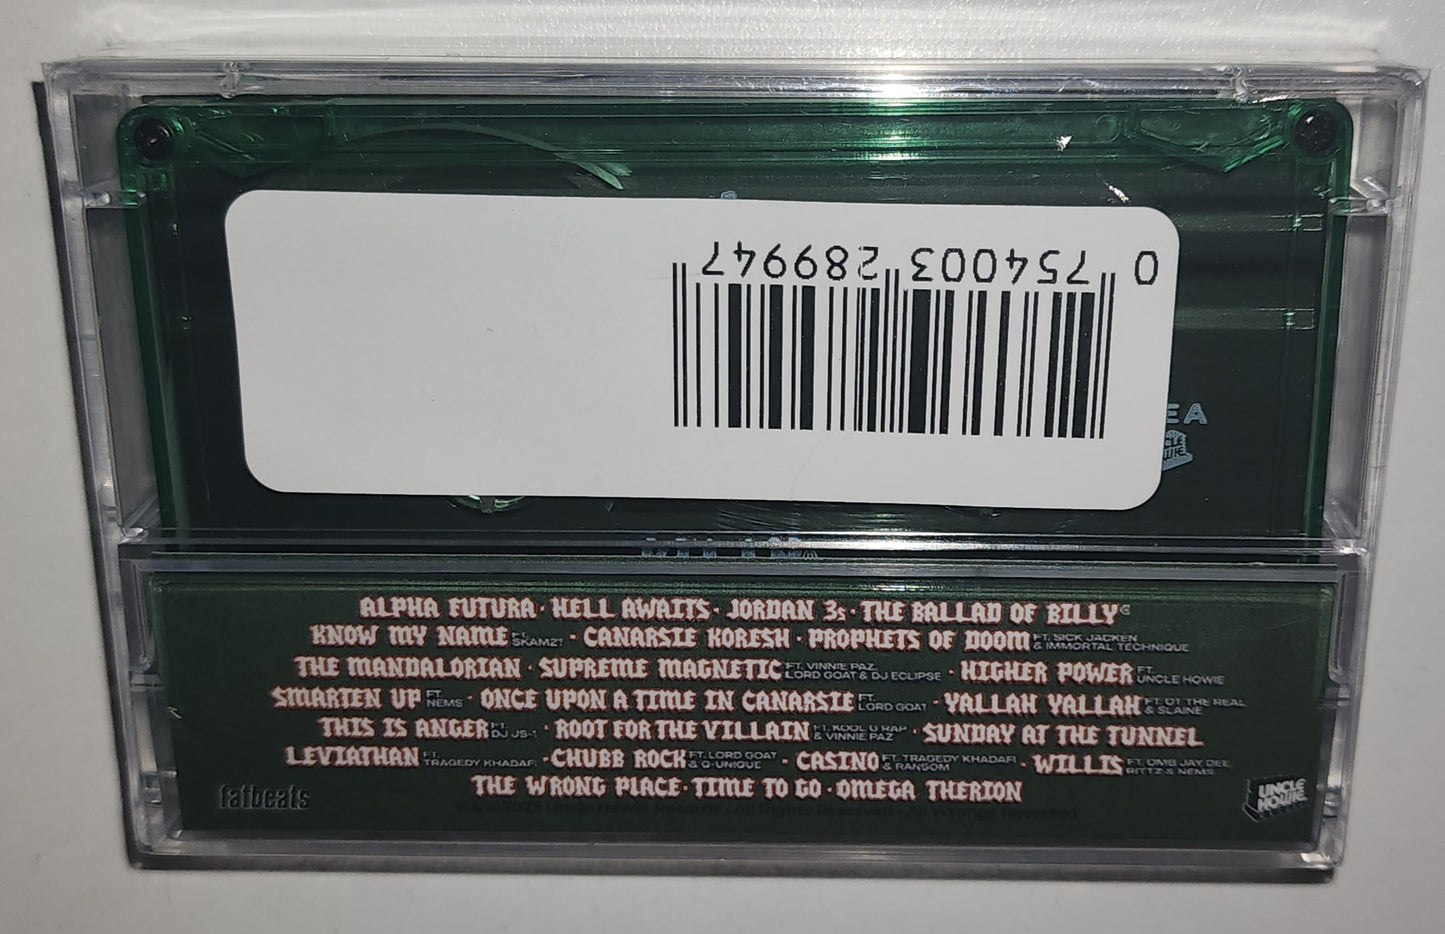 0 754003 289947
EA
ALPHA FUTURA · HELL AWAITS · JORDAN 3s · THE BALLAD OF BILLY C
KNOW MY NAME FT. SKAM2? · CANARSIE KORESH · PROPHETS OF DOOM FT. SICK JACKEN & IMMORTAL TECHNIQUE
THE MANDALORIAN · SUPREME MAGNETIC FT. VINNIE PAZ, LORD GOAT & DJ ECLIPSE · HIGHER POWER FT. UNCLE HOWIE
SMARTEN UP FT. NEMS · ONCE UPON A TIME IN CANARSIE FT. LORD GOAT · YALLAH YALLAH FT. OT THE REAL & SLAINE
THIS IS ANGER FT. DJ JS-1 · ROOT FOR THE VILLAIN FT. KOOL G RAP & VINNIE PAZ · SUNDAY AT THE TUNNEL
LEVIATHAN FT. TRAGEDY KHADAFI · CHUBB ROCK FT. LORD GOAT & Q-UNIQUE · CASINO FT. TRAGEDY KHADAFI & RANSOM · WILLIS FT. OMB JAY DEE, RITTZ & NEMS
THE WRONG PLACE · TIME TO GO · OMEGA THERION
fatbeats
©2023 Uncle Howie Records · All Rights Reserved · All Wrongs Reversed
UNCLE HOWIE